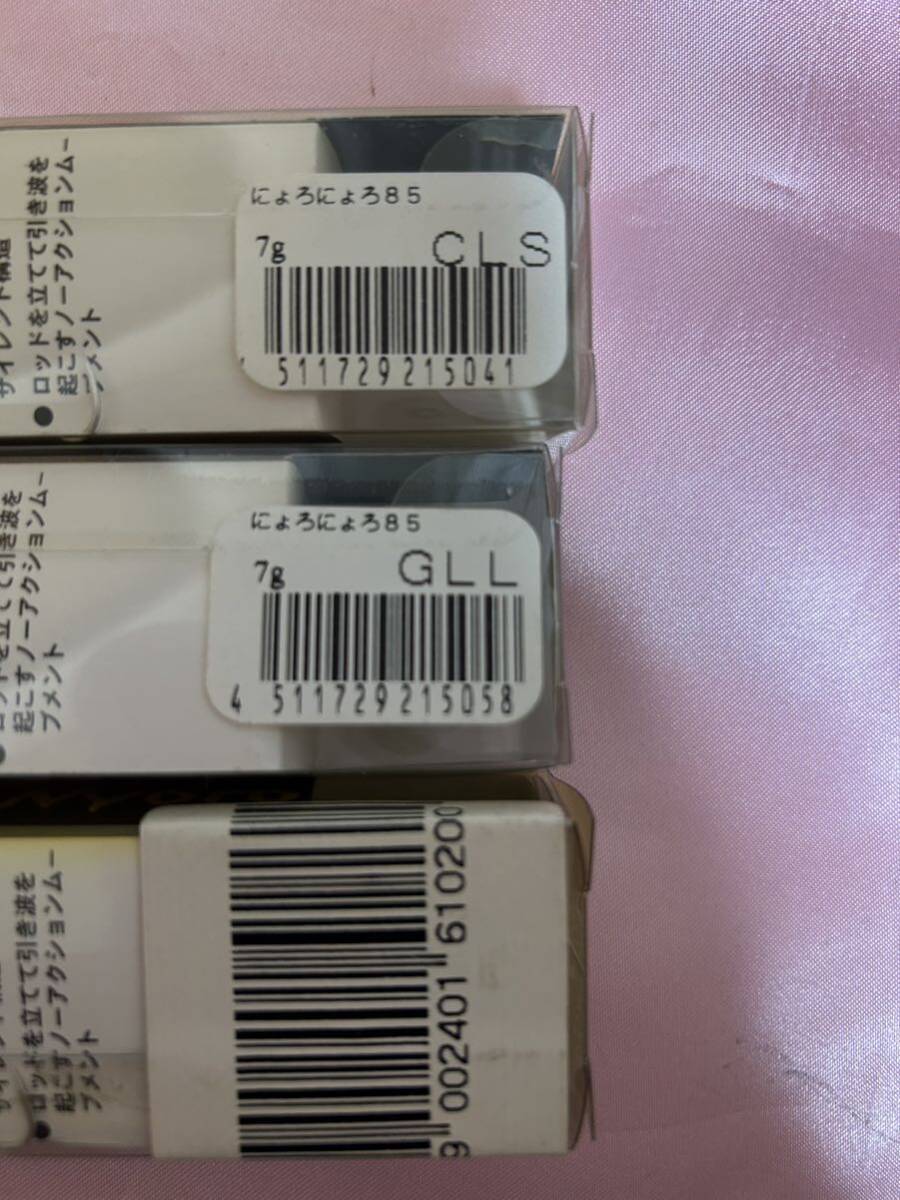 サイレント構造
● ロッドを立てて引き波を
起こすノーアクションムー
ブメント
にょろにょろ85
7g CLS
511729215041
ロッドを立てて引き波を
起こすノーアクションムー
ブメント
にょろにょろ85
7g GLL
4 511729215058
● ロッドを立てて引き波を
起こすノーアクションムー
ブメント
9 002401 610200